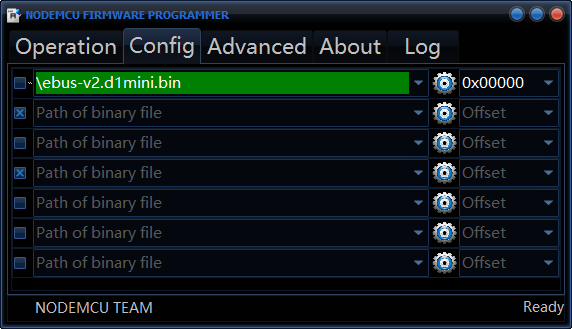 NODEMCU FIRMWARE PROGRAMMER
Operation Config Advanced About Log
\ebus-v2.d1mini.bin 0x00000
Path of binary file Offset
Path of binary file Offset
Path of binary file Offset
Path of binary file Offset
Path of binary file Offset
Path of binary file Offset
NODEMCU TEAM Ready